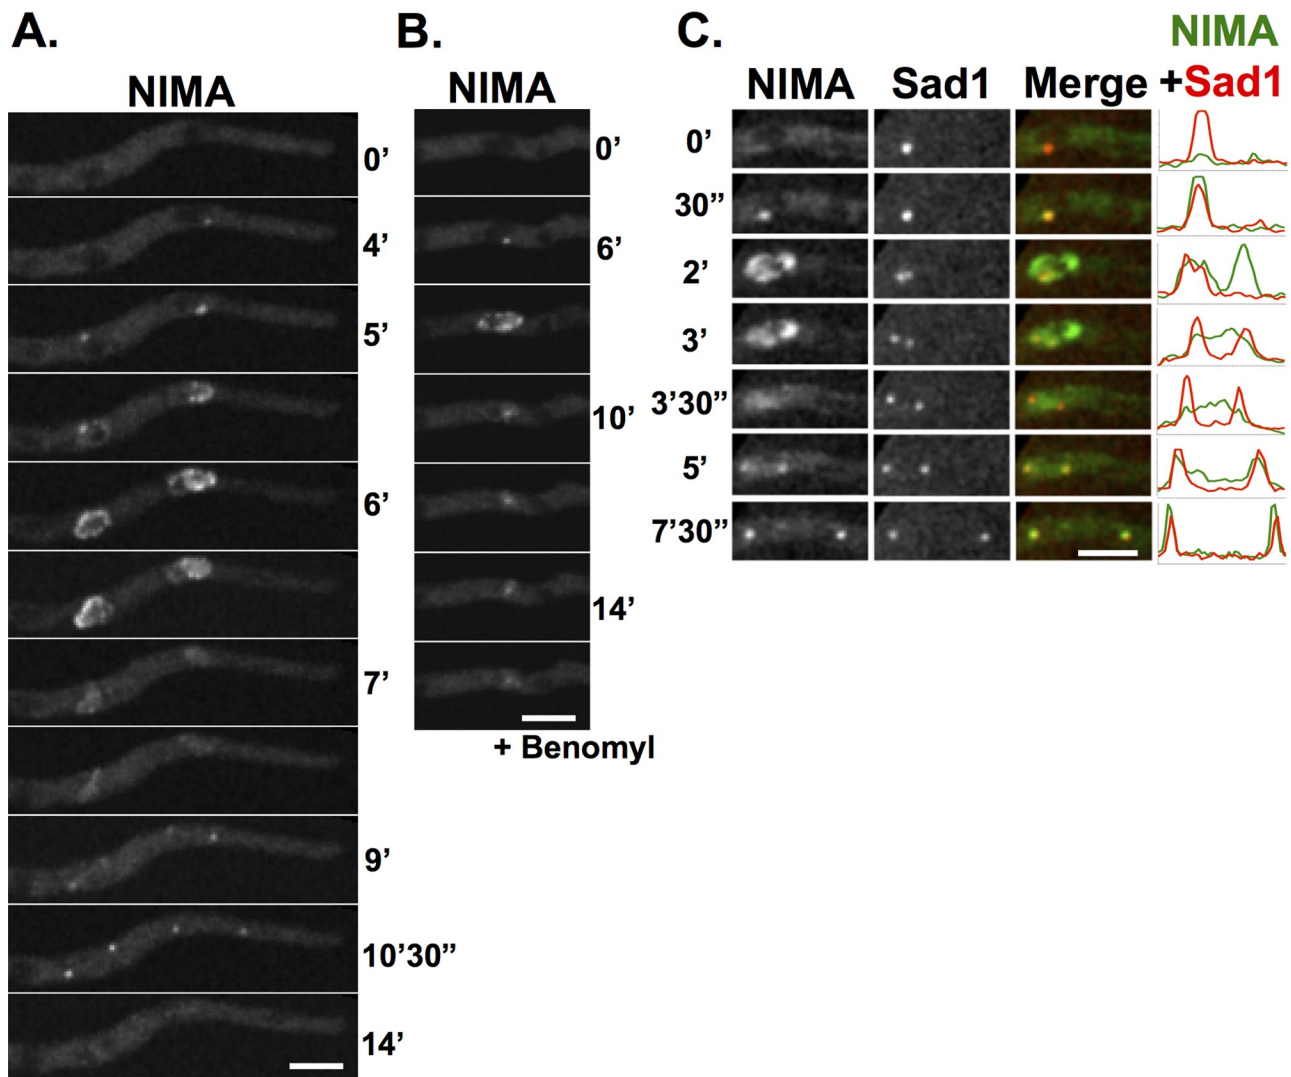 A.
NIMA
0’
4’
5’
6’
7’
9’
10’30”
14’
B.
NIMA
0’
6’
10’
14’
+ Benomyl
C.
NIMA Sad1 Merge
NIMA
+Sad1
0’
30”
2’
3’
3’30”
5’
7’30”